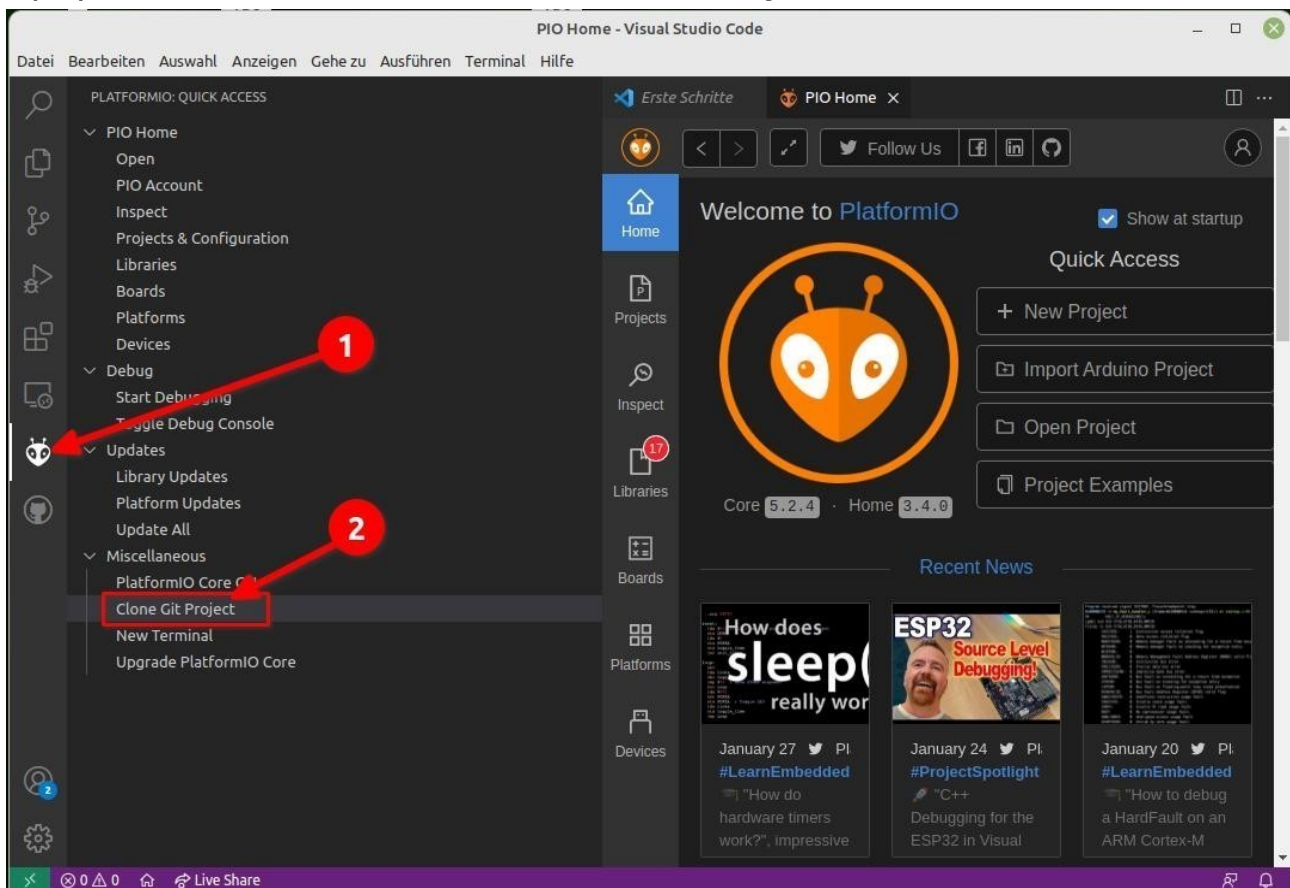 PIO Home - Visual Studio Code
Datei Bearbeiten Auswahl Anzeigen Gehe zu Ausführen Terminal Hilfe
PLATFORMIO: QUICK ACCESS
PIO Home
Open
PIO Account
Inspect
Projects & Configuration
Libraries
Boards
Platforms
Devices
Debug
Start Debugging
Toggle Debug Console
Updates
Library Updates
Platform Updates
Update All
Miscellaneous
PlatformIO Core
Clone Git Project
New Terminal
Upgrade PlatformIO Core
1
2
2
0 0 Live Share
Erste Schritte PIO Home
Follow Us
Home
Projects
Inspect
17
Libraries
Boards
Platforms
Devices
Welcome to PlatformIO
Show at startup
Quick Access
New Project
Import Arduino Project
Open Project
Project Examples
Core 5.2.4 · Home 3.4.0
Recent News
How does
sleep(
really wor
January 27 Pl
#LearnEmbedded
"How do
hardware timers
work?", impressive
ESP32
Source Level
Debugging!
January 24 Pl
#ProjectSpotlight
"C++
Debugging for the
ESP32 in Visual
January 20 Pl
#LearnEmbedded
"How to debug
a HardFault on an
ARM Cortex-M